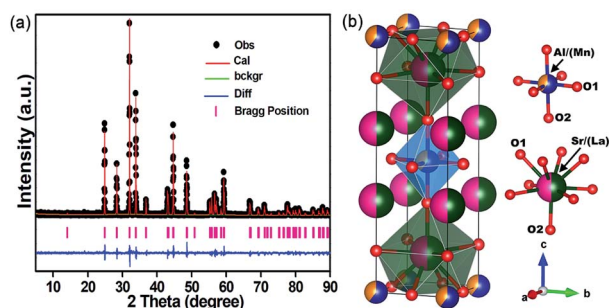 (a)
Obs
Cal
bckgr
Diff
Bragg Position
Intensity (a.u.)
10 20 30 40 50 60 70 80 90
2 Theta (degree)
(b)
Al/(Mn)
O1
O2
Sr/(La)
O1
O2
c
a
b